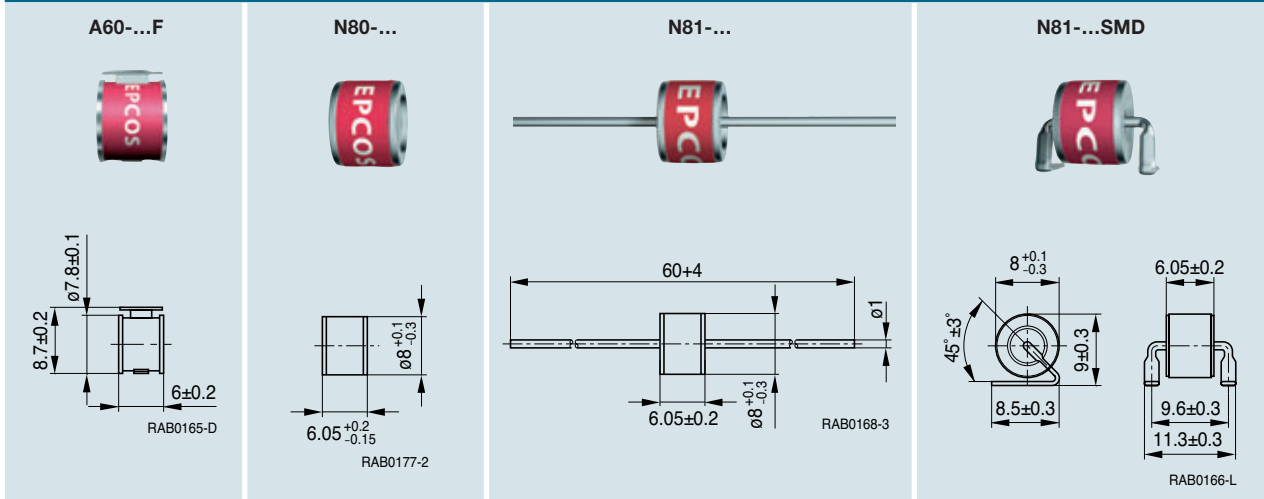 A60-...F
EPCOS
ø7.8±0.1
8.7±0.2
6±0.2
RAB0165-D
N80-...
EPCOS
ø8 +0.1 -0.3
6.05 +0.2 -0.15
RAB0177-2
N81-...
EPC
60+4
ø1
6.05±0.2
ø8 +0.1 -0.3
RAB0168-3
N81-...SMD
EPC
8 +0.1 -0.3
6.05±0.2
45°±3°
9±0.3
8.5±0.3
9.6±0.3
11.3±0.3
RAB0166-L